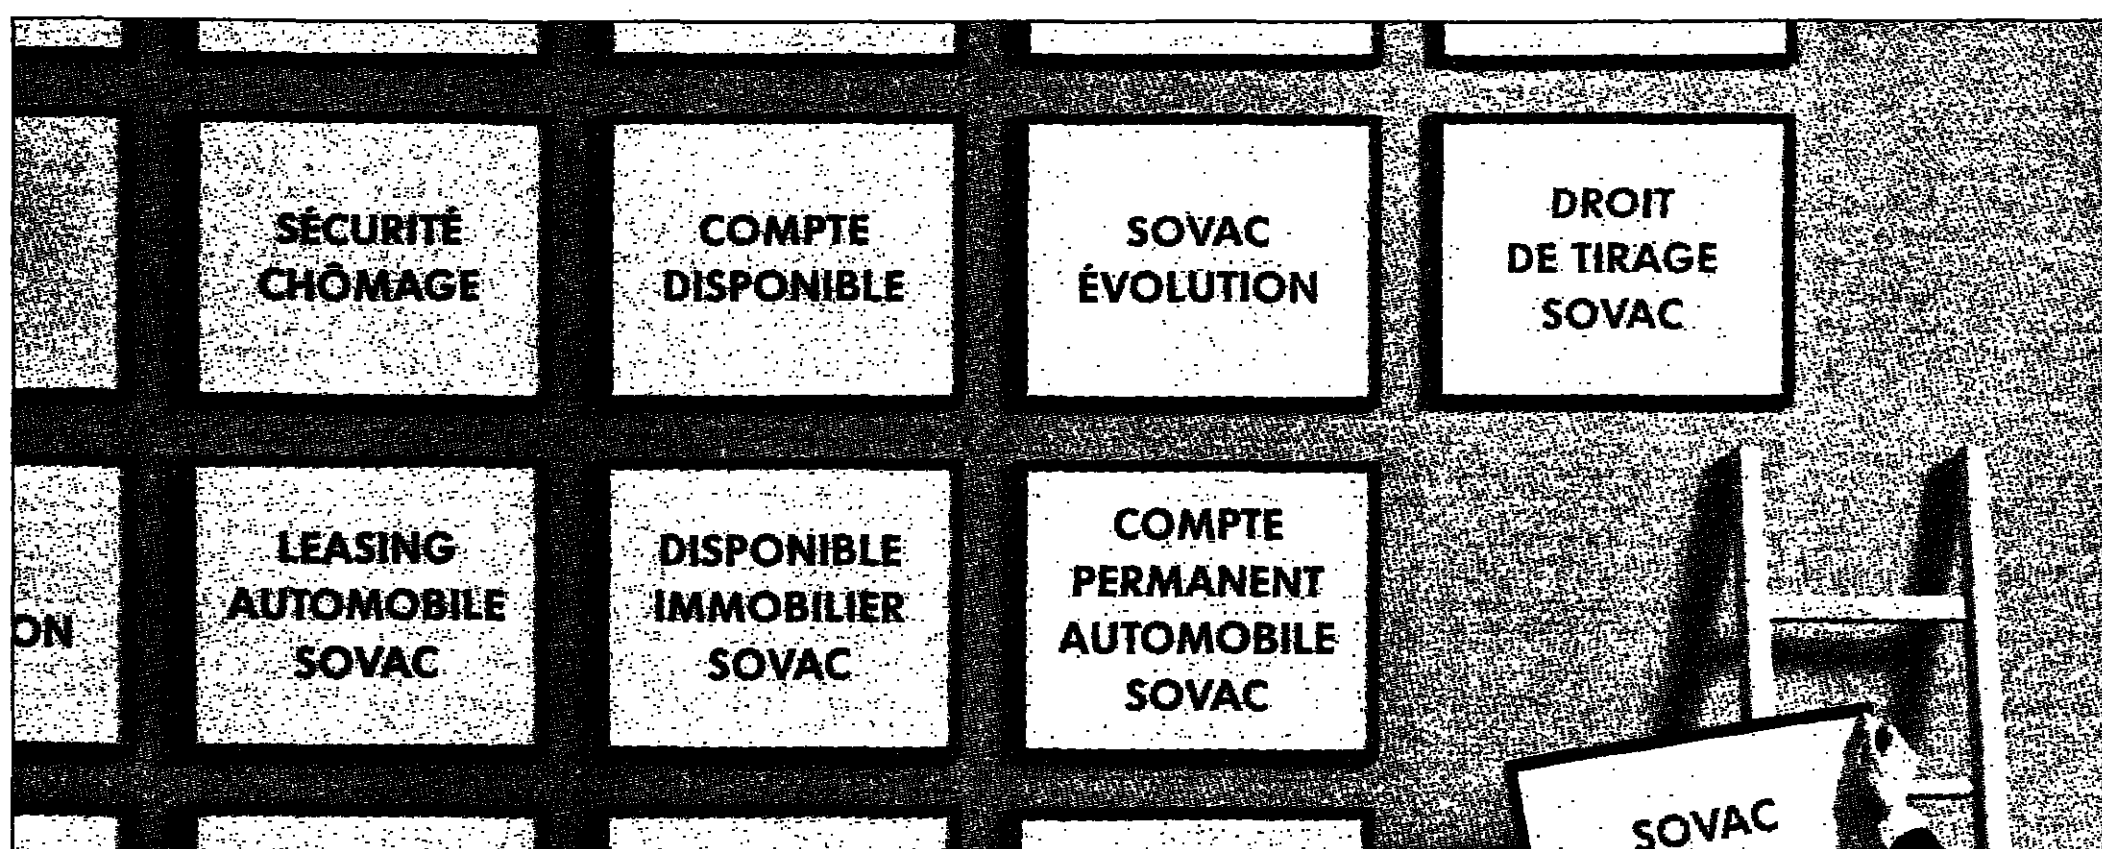 SÉCURITÉ
CHÔMAGE
COMPTE
DISPONIBLE
SOVAC
ÉVOLUTION
DROIT
DE TIRAGE
SOVAC
ON
LEASING
AUTOMOBILE
SOVAC
DISPONIBLE
IMMOBILIER
SOVAC
COMPTE
PERMANENT
AUTOMOBILE
SOVAC
SOVAC